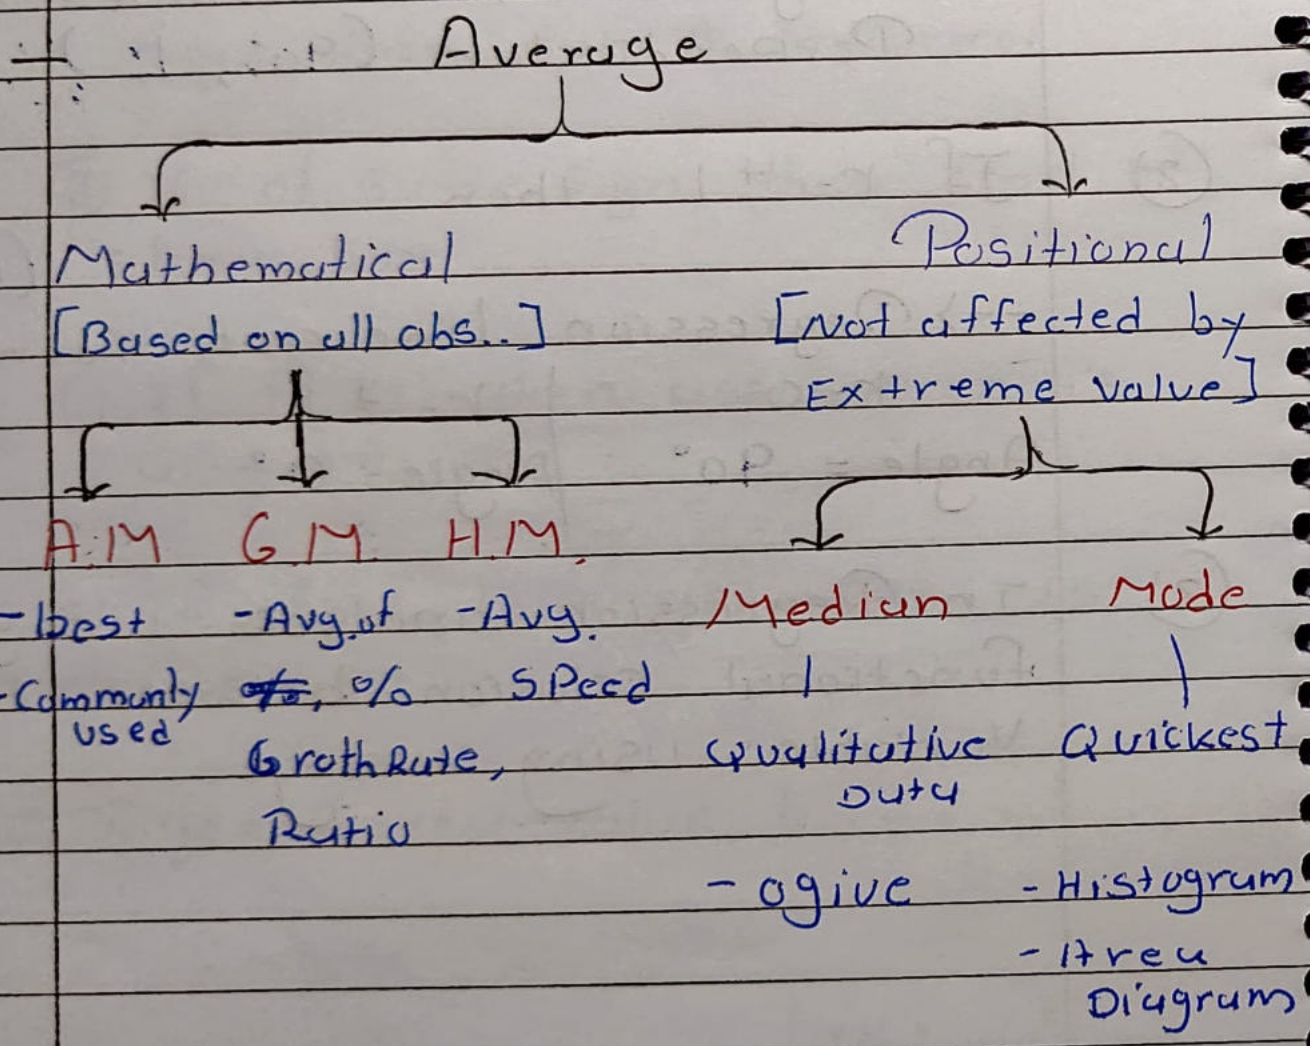 Average
Mathematical
Positional
[Based on all obs..]
[Not affected by
Extreme value]
A.M
G.M.
H.M.
Median
Mode
- best
- Avg. of
- Avg.
- Commonly
used
%
Speed
Qualitative
Data
Quickest
Groth Rate,
Ratio
- ogive
- Histogram
- Area
Diagram